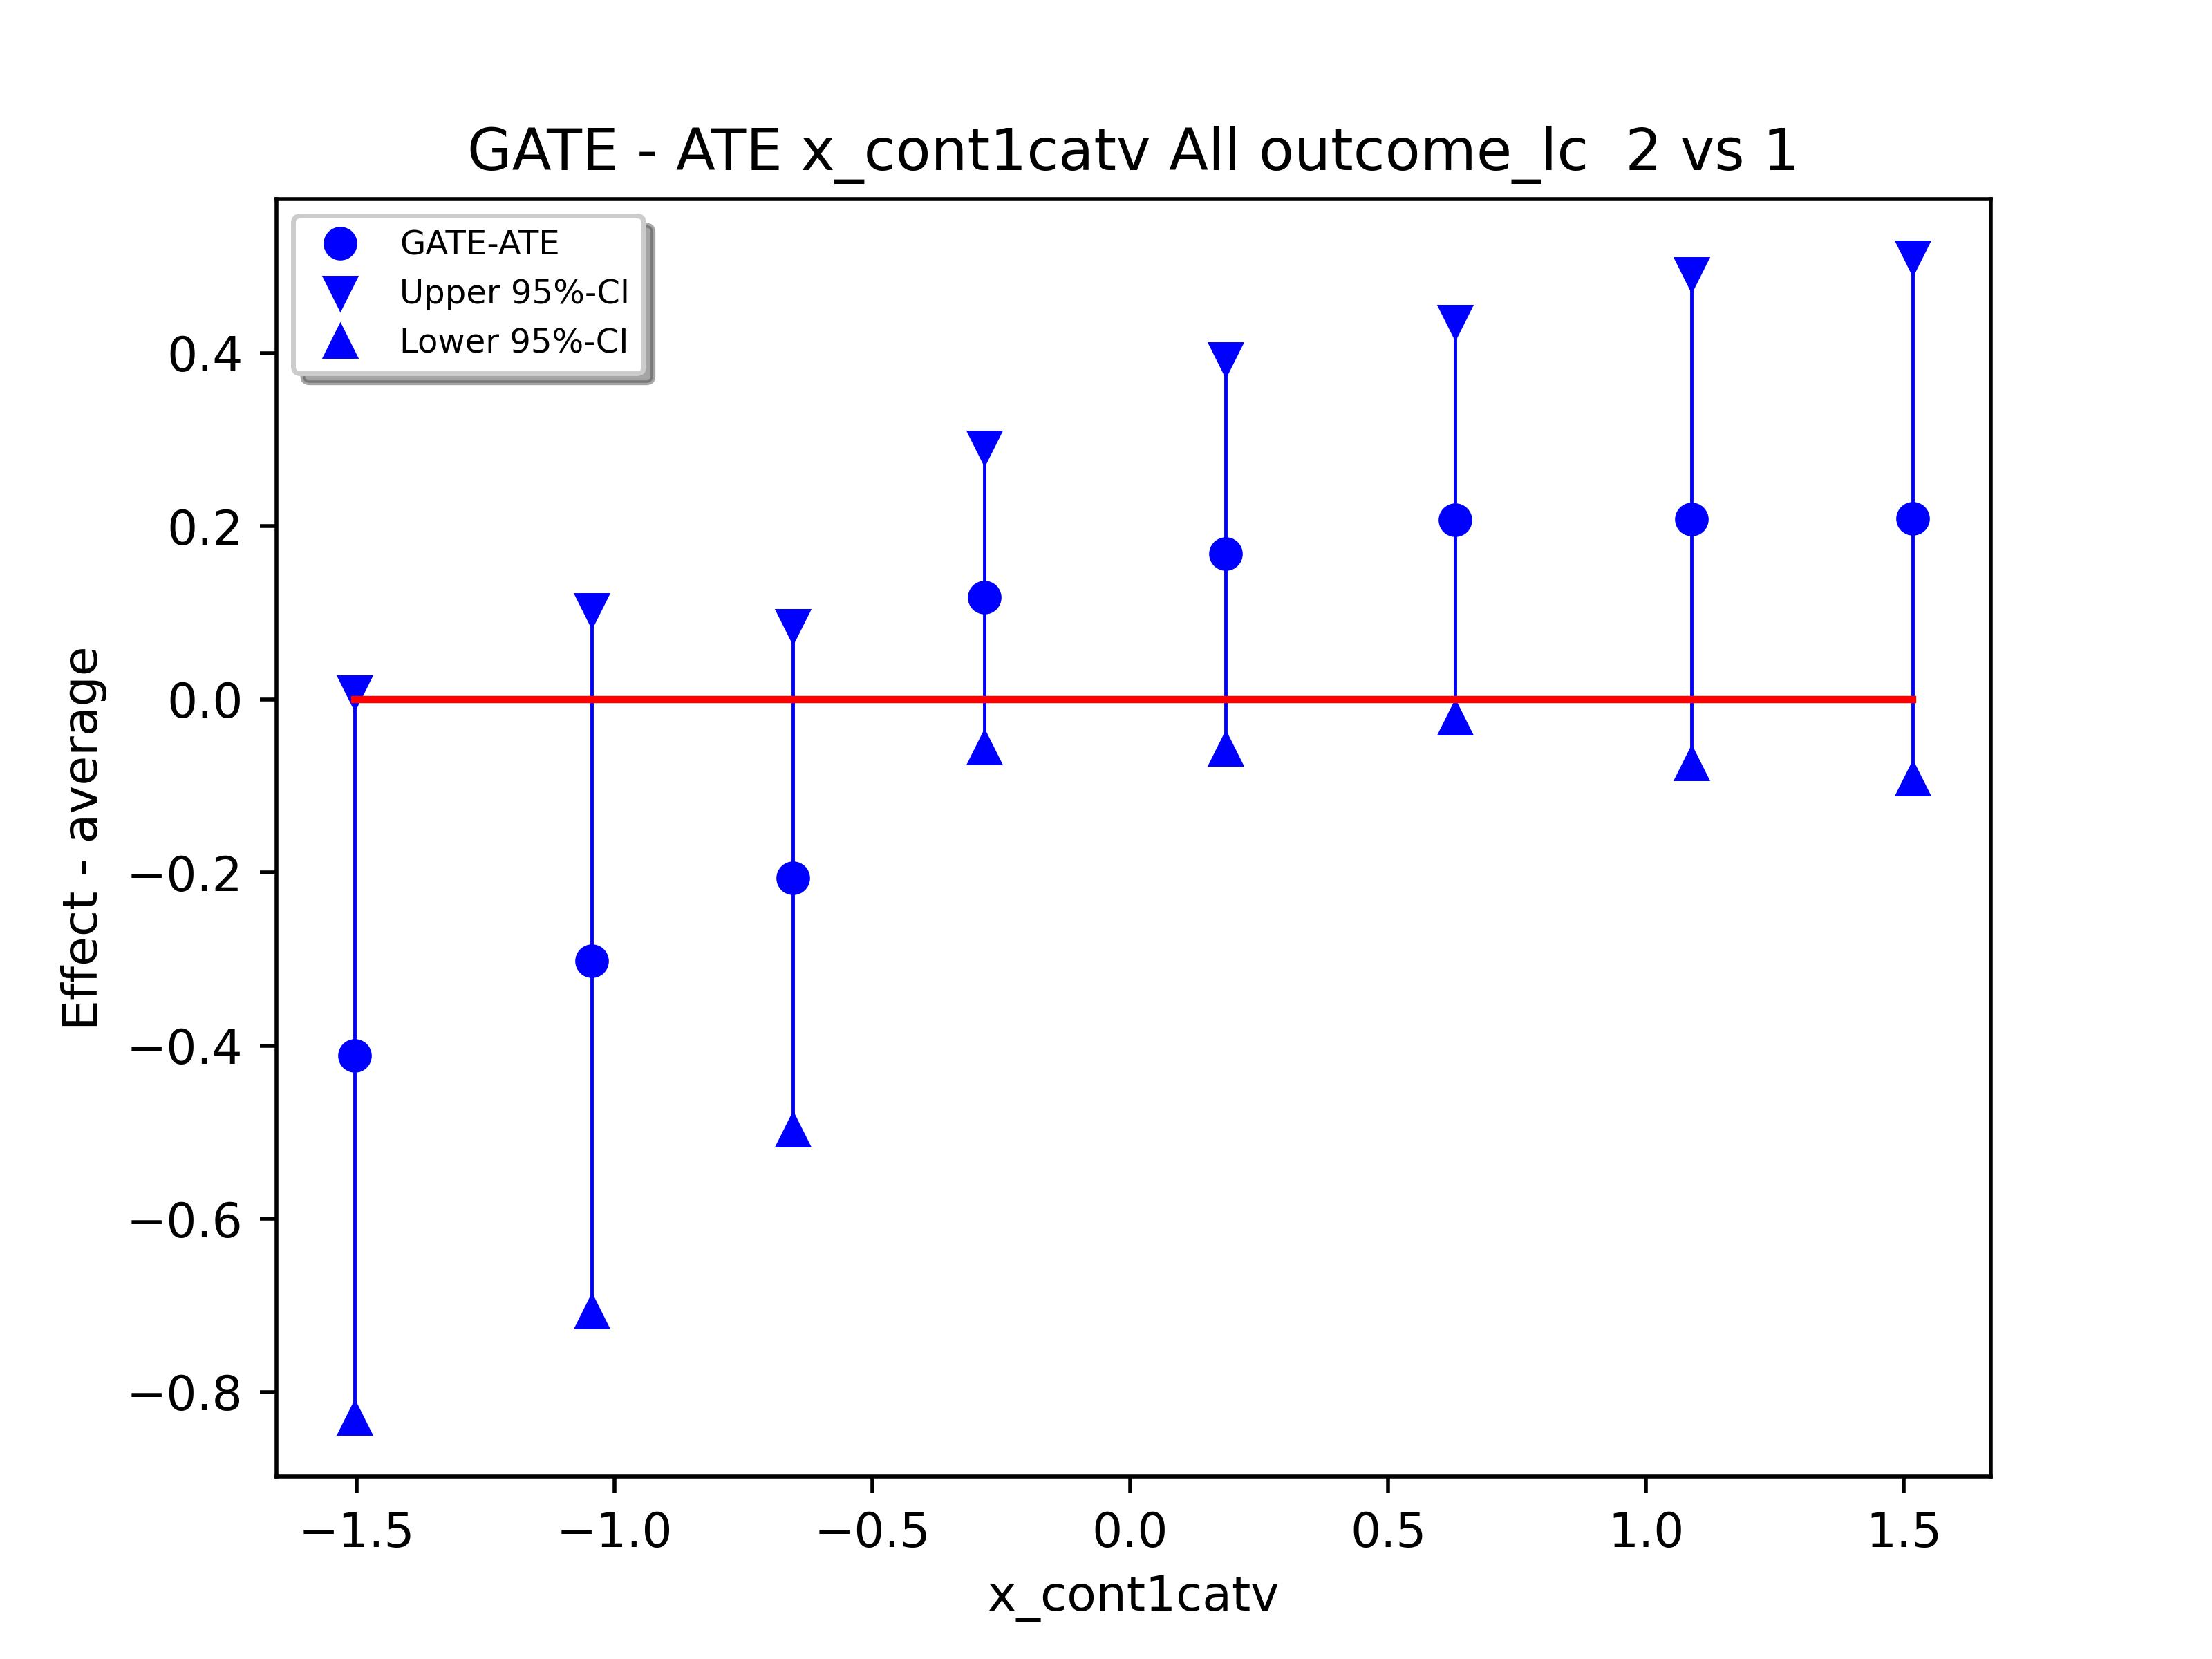 GATE - ATE x_cont1catv All outcome_lc  2 vs 1
GATE-ATE
Upper 95%-CI
Lower 95%-CI
Effect - average
0.4
0.2
0.0
−0.2
−0.4
−0.6
−0.8
−1.5 −1.0 −0.5 0.0 0.5 1.0 1.5
x_cont1catv